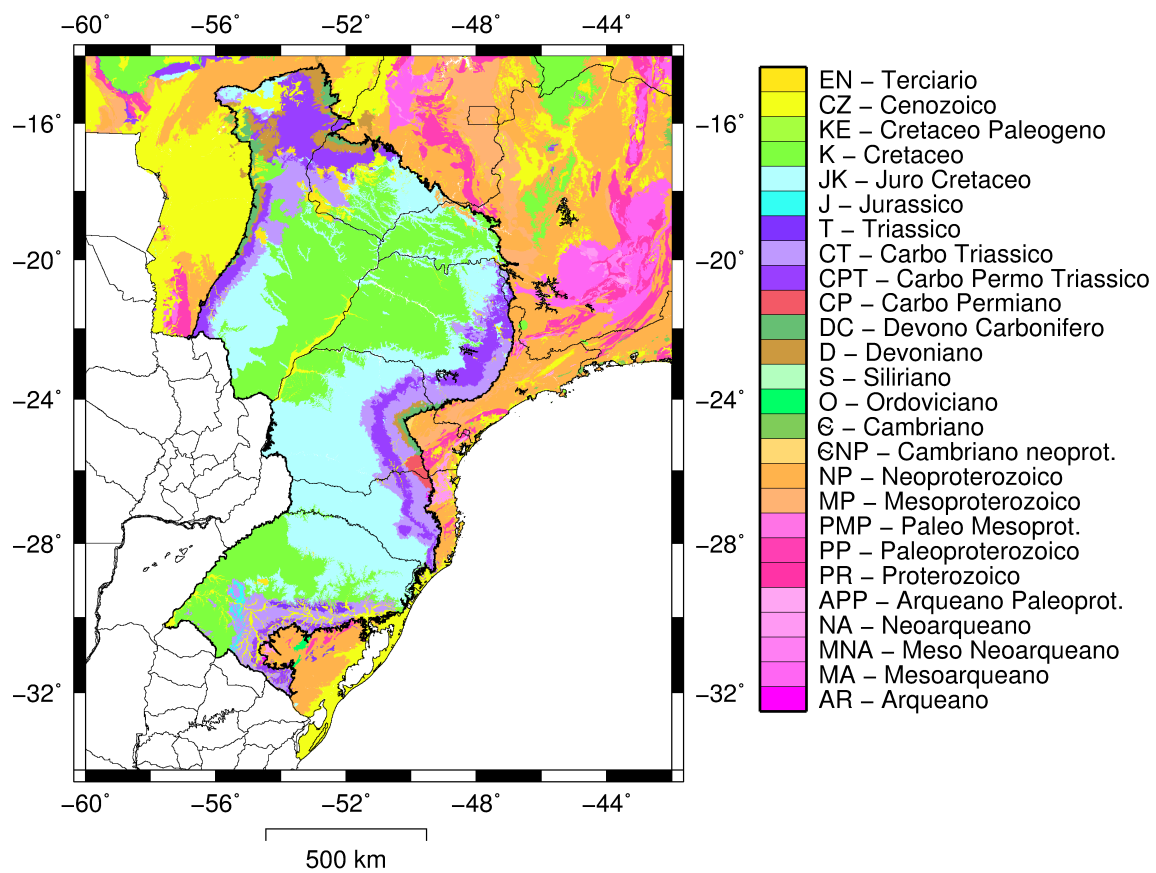 −60˚ −56˚ −52˚ −48˚ −44˚
−16˚ −16˚
−20˚ −20˚
−24˚ −24˚
−28˚ −28˚
−32˚ −32˚
−60˚ −56˚ −52˚ −48˚ −44˚
500 km
EN − Terciario
CZ − Cenozoico
KE − Cretaceo Paleogeno
K − Cretaceo
JK − Juro Cretaceo
J − Jurassico
T − Triassico
CT − Carbo Triassico
CPT − Carbo Permo Triassico
CP − Carbo Permiano
DC − Devono Carbonifero
D − Devoniano
S − Siliriano
O − Ordoviciano
Ꞓ − Cambriano
ꞒNP − Cambriano neoprot.
NP − Neoproterozoico
MP − Mesoproterozoico
PMP − Paleo Mesoprot.
PP − Paleoproterozoico
PR − Proterozoico
APP − Arqueano Paleoprot.
NA − Neoarqueano
MNA − Meso Neoarqueano
MA − Mesoarqueano
AR − Arqueano